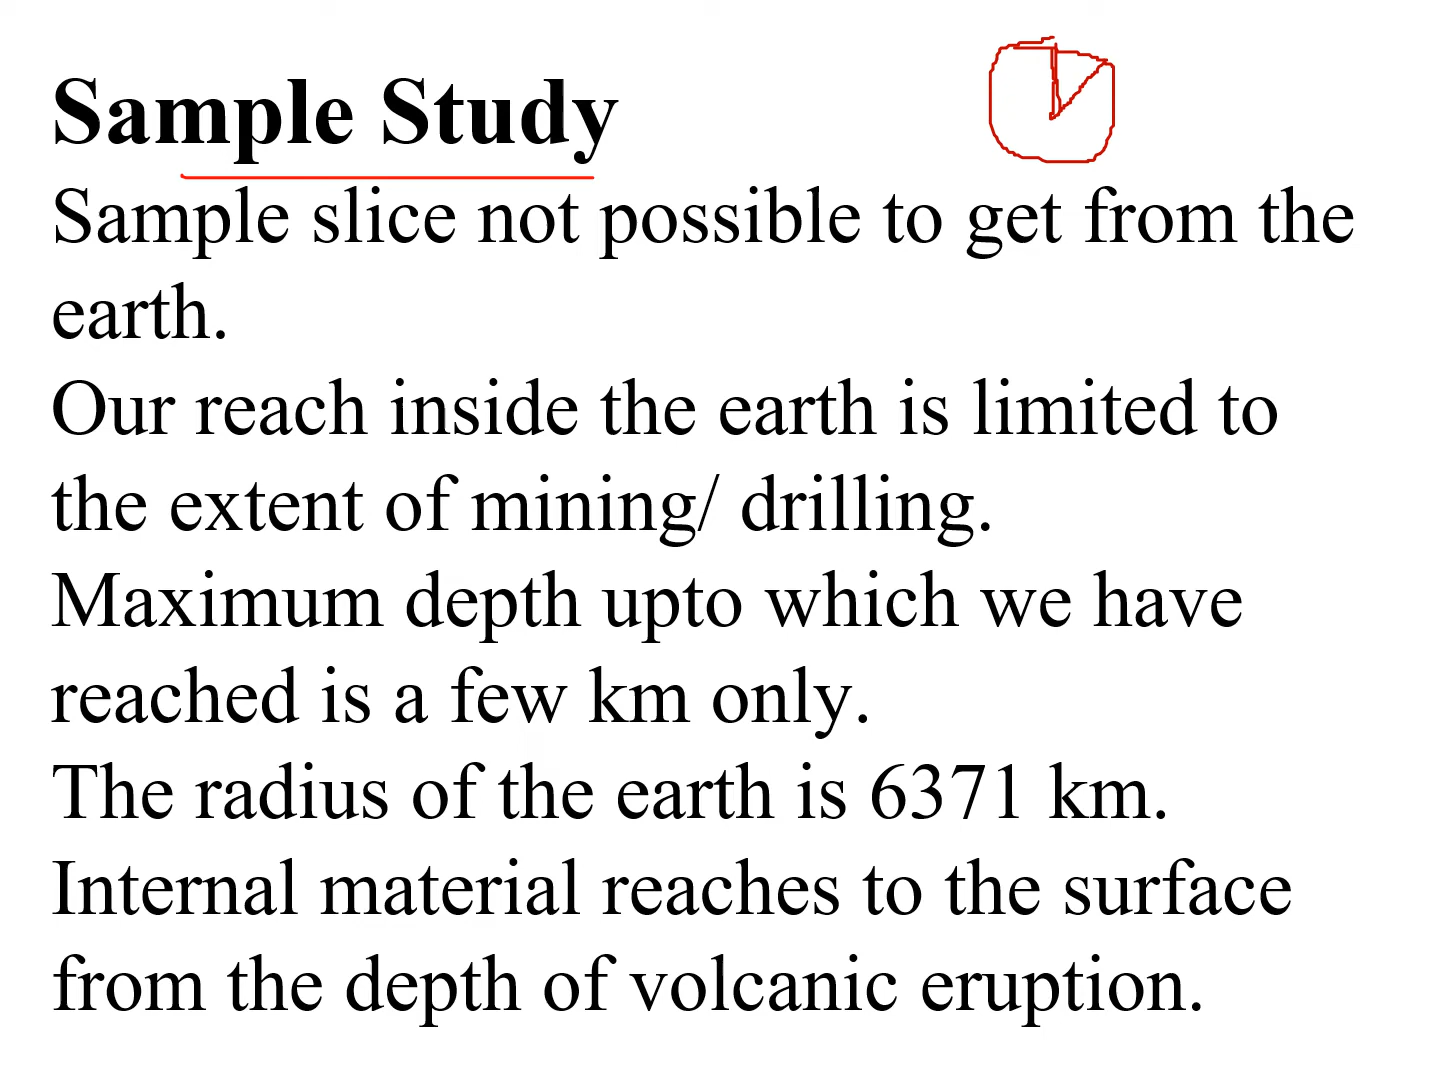 Sample Study
Sample slice not possible to get from the
earth.
Our reach inside the earth is limited to
the extent of mining/ drilling.
Maximum depth upto which we have
reached is a few km only.
The radius of the earth is 6371 km.
Internal material reaches to the surface
from the depth of volcanic eruption.